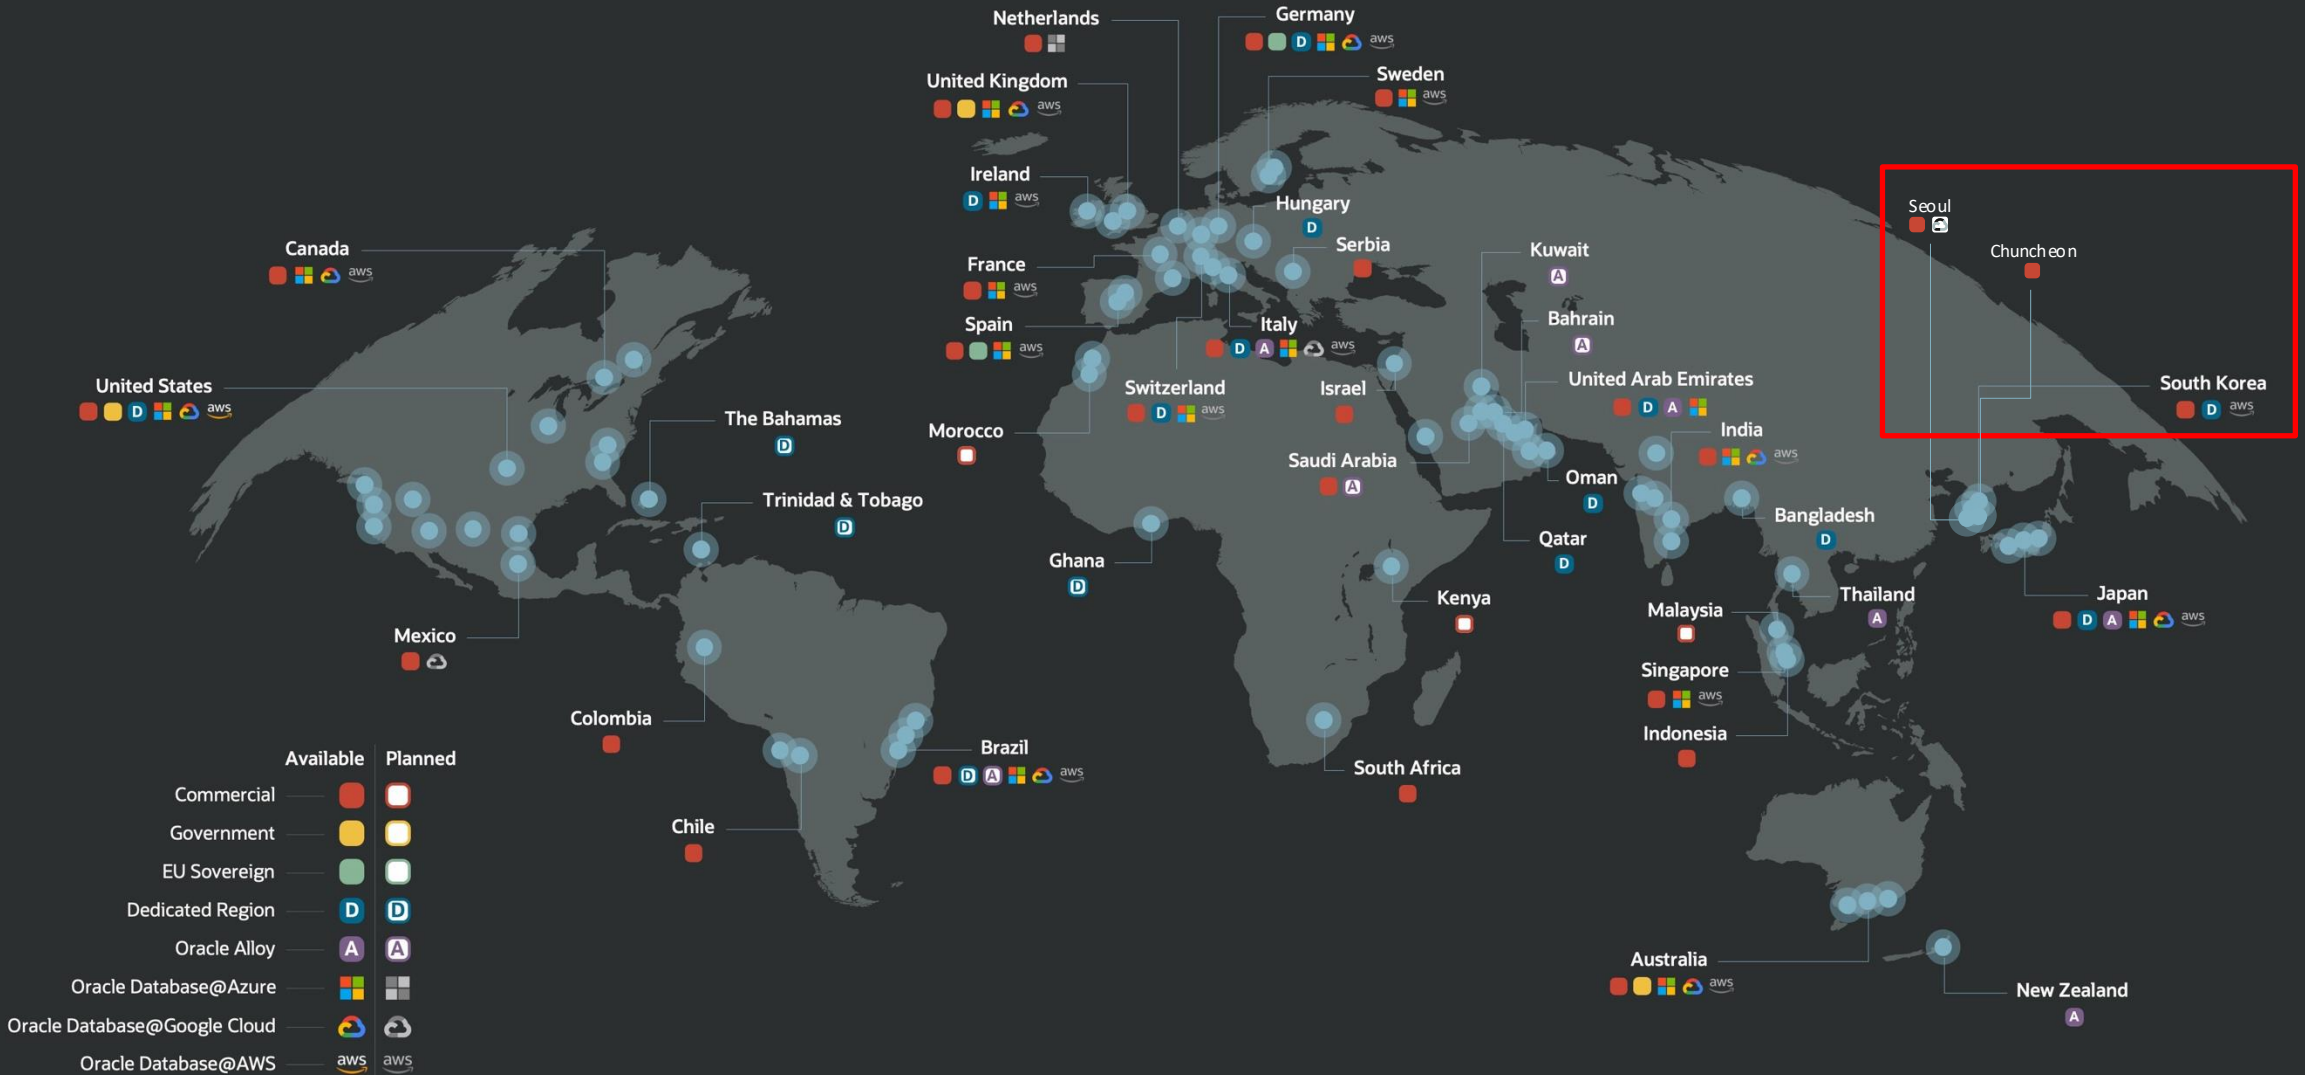 Netherlands
Germany
aws
United Kingdom
aws
Sweden
aws
Ireland
D aws
D
Hungary
D
Seoul
Chuncheon
Canada
aws
Serbia
Kuwait
A
France
aws
Spain
aws
Italy
D A aws
Bahrain
A
United States
D aws
The Bahamas
D
Switzerland
D aws
Israel
United Arab Emirates
D A
South Korea
D aws
Morocco
India
aws
Saudi Arabia
A
Oman
D
Trinidad & Tobago
D
Bangladesh
D
Ghana
D
Qatar
D
Kenya
Thailand
A
Malaysia
Japan
D A aws
Mexico
Singapore
aws
Colombia
Indonesia
Brazil
D A aws
South Africa
Chile
Australia
aws
New Zealand
A
Available Planned
Commercial
Government
EU Sovereign
Dedicated Region D D
Oracle Alloy A A
Oracle Database@Azure
Oracle Database@Google Cloud
Oracle Database@AWS aws aws